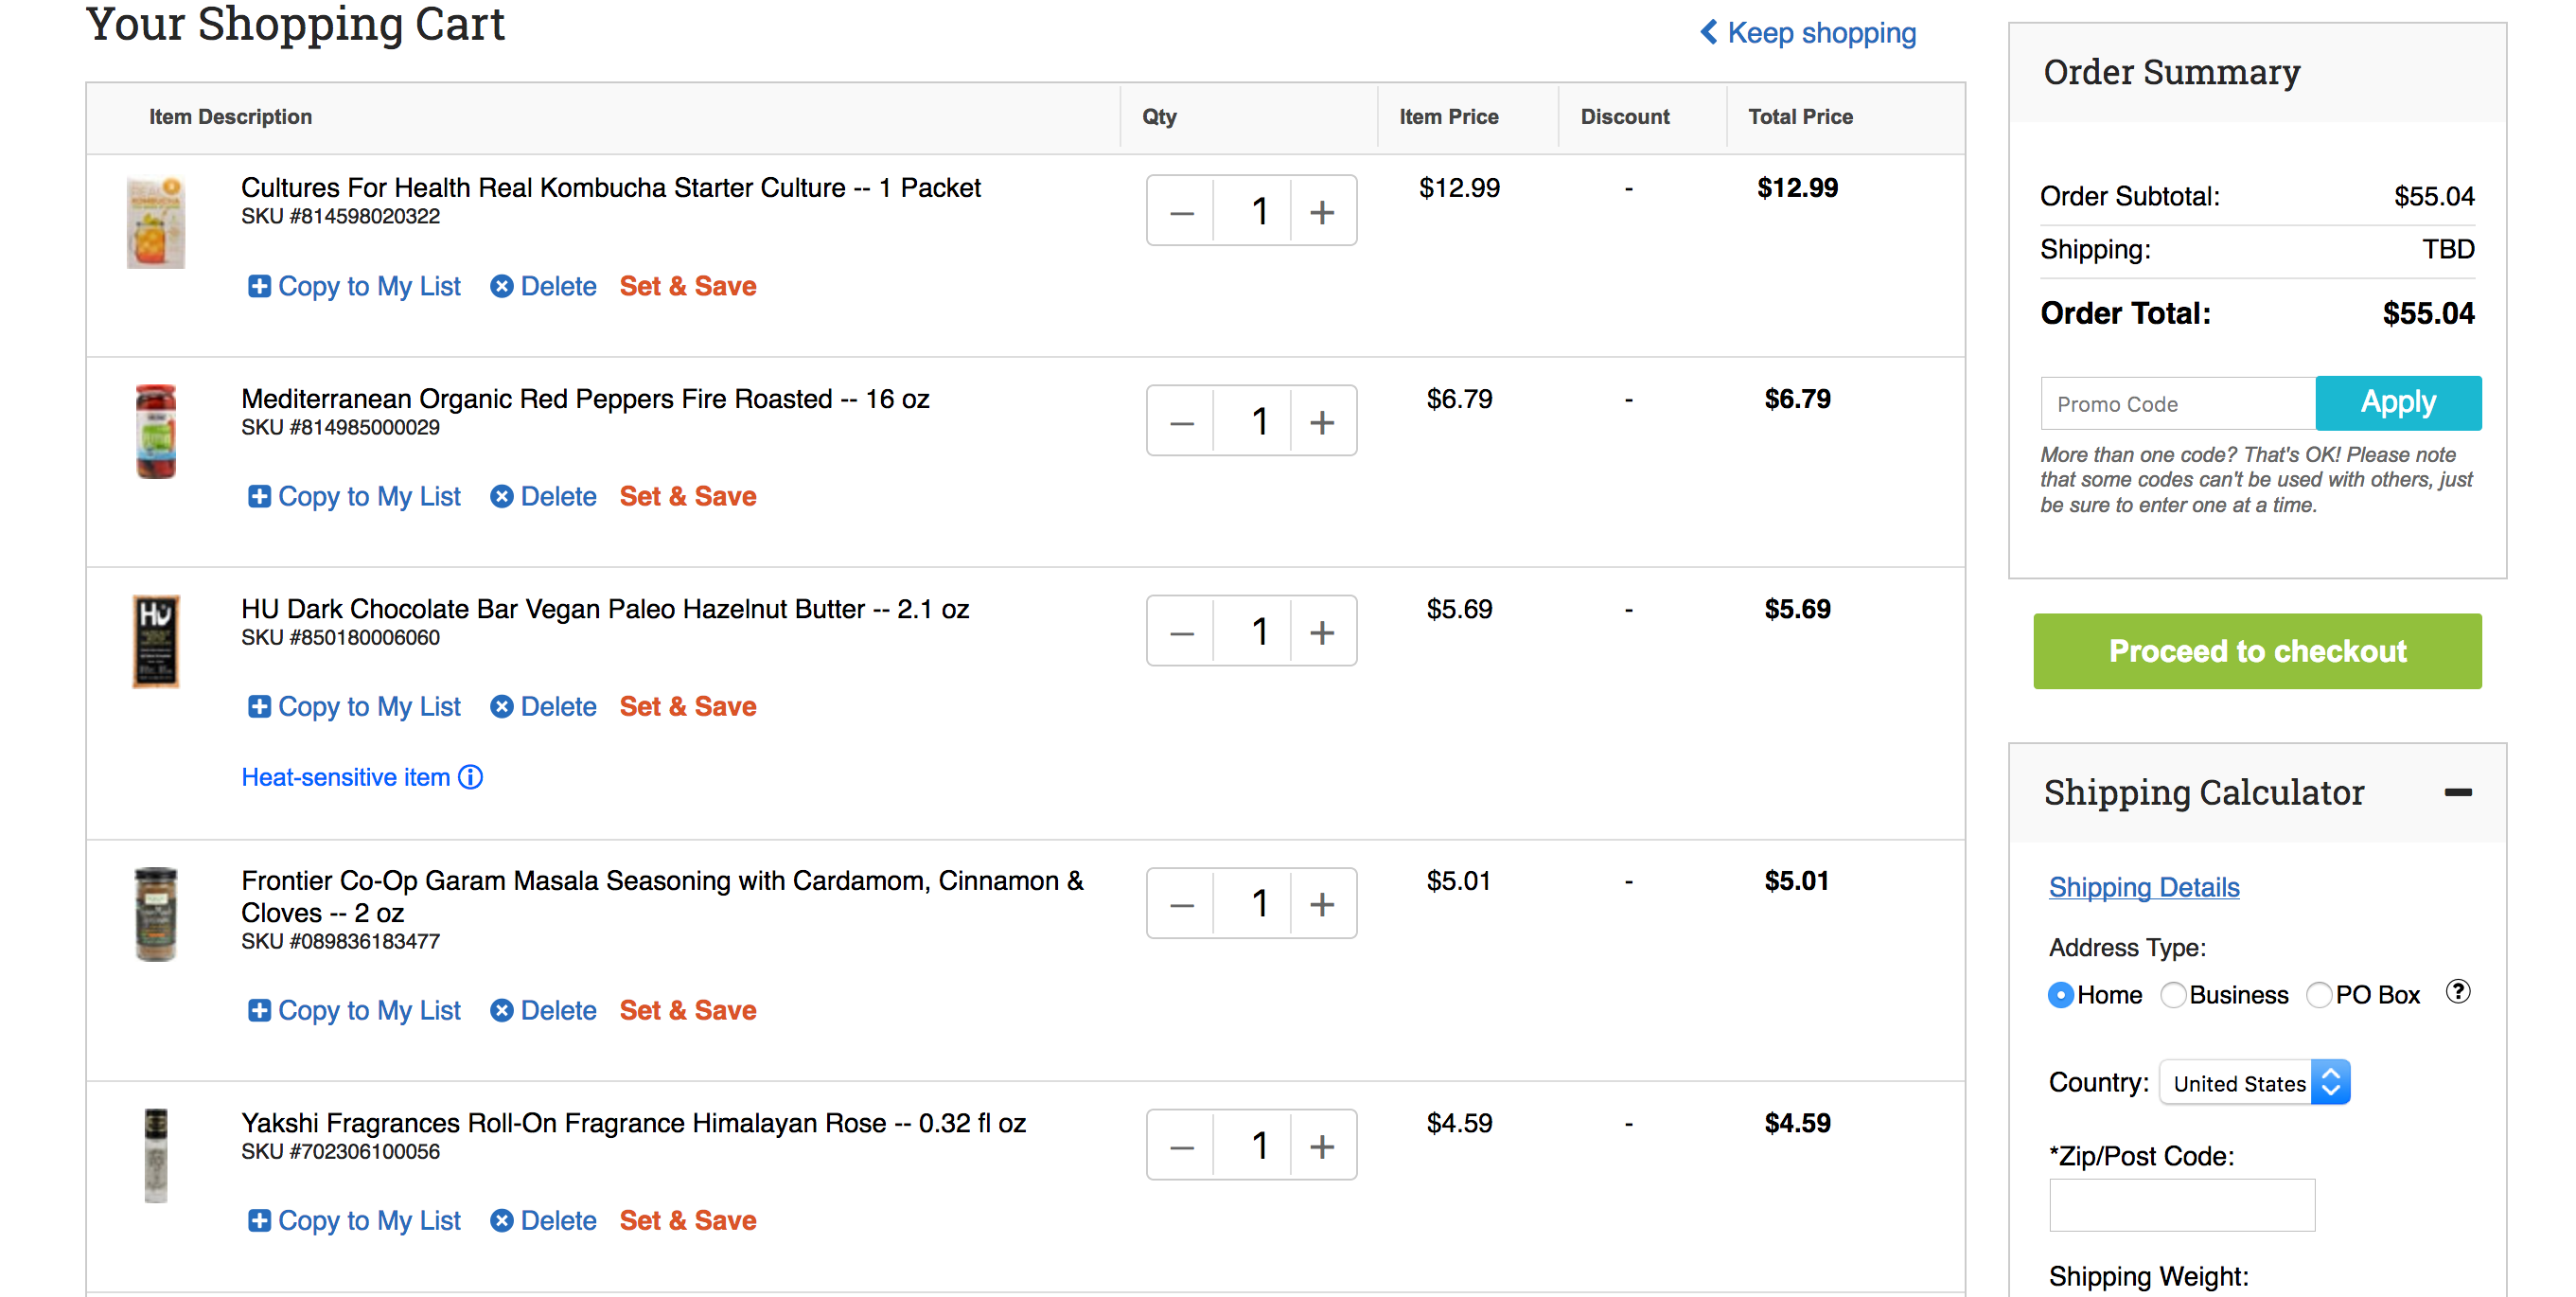 Your Shopping Cart
Keep shopping
Item Description Qty Item Price Discount Total Price
Cultures For Health Real Kombucha Starter Culture -- 1 Packet 1 $12.99 - $12.99
SKU #814598020322
Copy to My List Delete Set & Save
Mediterranean Organic Red Peppers Fire Roasted -- 16 oz 1 $6.79 - $6.79
SKU #814985000029
Copy to My List Delete Set & Save
HU Dark Chocolate Bar Vegan Paleo Hazelnut Butter -- 2.1 oz 1 $5.69 - $5.69
SKU #850180006060
Copy to My List Delete Set & Save
Heat-sensitive item
Frontier Co-Op Garam Masala Seasoning with Cardamom, Cinnamon & 1 $5.01 - $5.01
Cloves -- 2 oz
SKU #089836183477
Copy to My List Delete Set & Save
Yakshi Fragrances Roll-On Fragrance Himalayan Rose -- 0.32 fl oz 1 $4.59 - $4.59
SKU #702306100056
Copy to My List Delete Set & Save
Order Summary
Order Subtotal: $55.04
Shipping: TBD
Order Total: $55.04
Promo Code Apply
More than one code? That's OK! Please note
that some codes can't be used with others, just
be sure to enter one at a time.
Proceed to checkout
Shipping Calculator
Shipping Details
Address Type:
Home Business PO Box ?
Country: United States
*Zip/Post Code:
Shipping Weight: